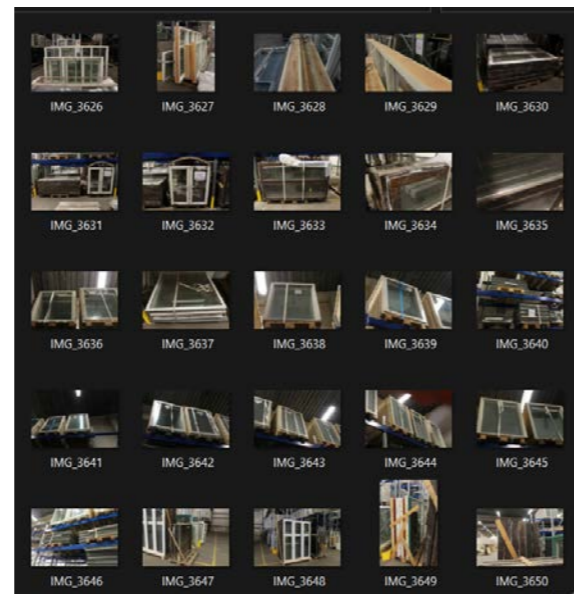 IMG_3626 IMG_3627 IMG_3628 IMG_3629 IMG_3630
IMG_3631 IMG_3632 IMG_3633 IMG_3634 IMG_3635
IMG_3636 IMG_3637 IMG_3638 IMG_3639 IMG_3640
IMG_3641 IMG_3642 IMG_3643 IMG_3644 IMG_3645
IMG_3646 IMG_3647 IMG_3648 IMG_3649 IMG_3650